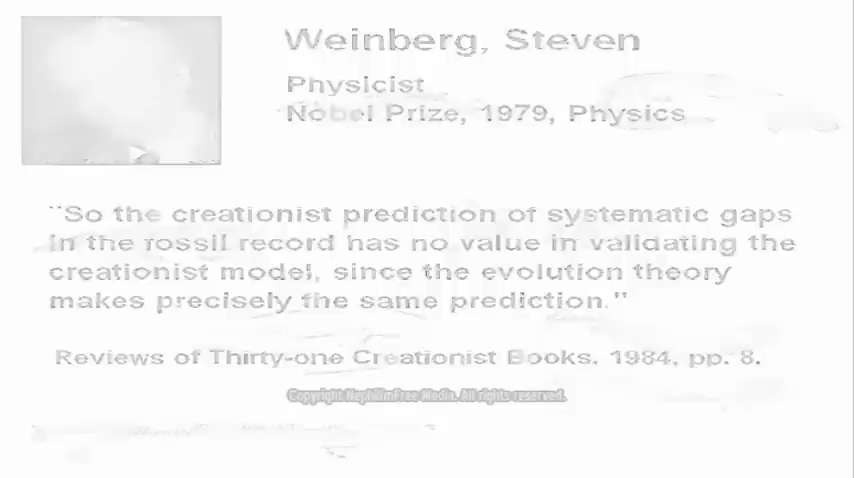 Weinberg, Steven
Physicist
Nobel Prize, 1979, Physics
"So the creationist prediction of systematic gaps
in the fossil record has no value in validating the
creationist model, since the evolution theory
makes precisely the same prediction."
Reviews of Thirty-one Creationist Books, 1984, pp. 8.
Copyright NephilimFree Media. All rights reserved.